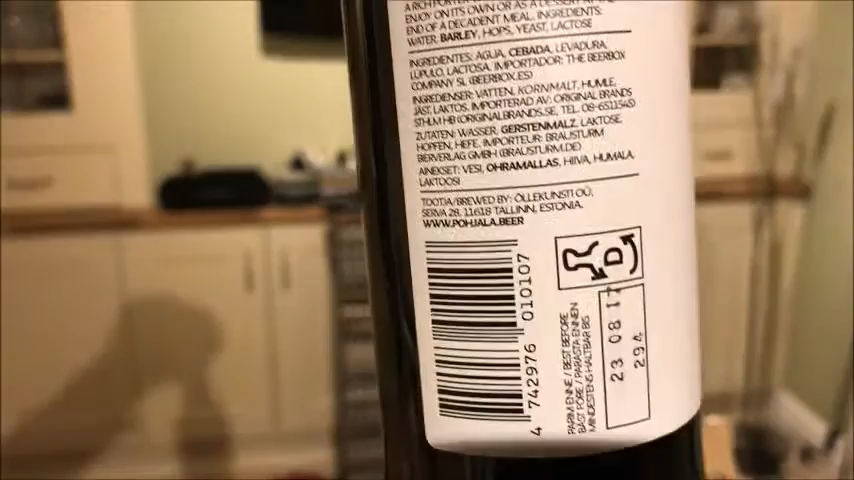 A RICH PORTER
ENJOY ON ITS OWN OR AS A DESSERT AT THE
END OF A DECADENT MEAL. INGREDIENTS:
WATER, BARLEY, HOPS, YEAST, LACTOSE
INGREDIENTES: AGUA, CEBADA, LEVADURA,
LUPULO, LACTOSA. IMPORTADOR: THE BEERBOX
COMPANY SL (BEERBOX.ES)
INGREDIENSER: VATTEN, KORNMALT, HUMLE,
JÄST, LAKTOS. IMPORTERAD AV: ORIGINAL BRANDS
STHLM HB (ORIGINALBRANDS.SE, TEL. 08-6511545)
ZUTATEN: WASSER, GERSTENMALZ, LAKTOSE
HOPFEN, HEFE. IMPORTEUR: BRAUSTURM
BERVERLAG GMBH (BRAUSTURM.DE)
AINEKSET: VESI, OHRAMALLAS, HIIVA, HUMALA,
LAKTOOSI
TOOTJA/BREWED BY: ÕLLEKUNSTI OÜ,
SERVA 28, 11618 TALLINN, ESTONIA.
WWW.POHJALA.BEER
4 742976 010107
D
PARIM ENNE / BEST BEFORE
BÄST FÖRE / PARASTA ENNEN
MINDESTENS HALTBAR BIS
23 08 17
294